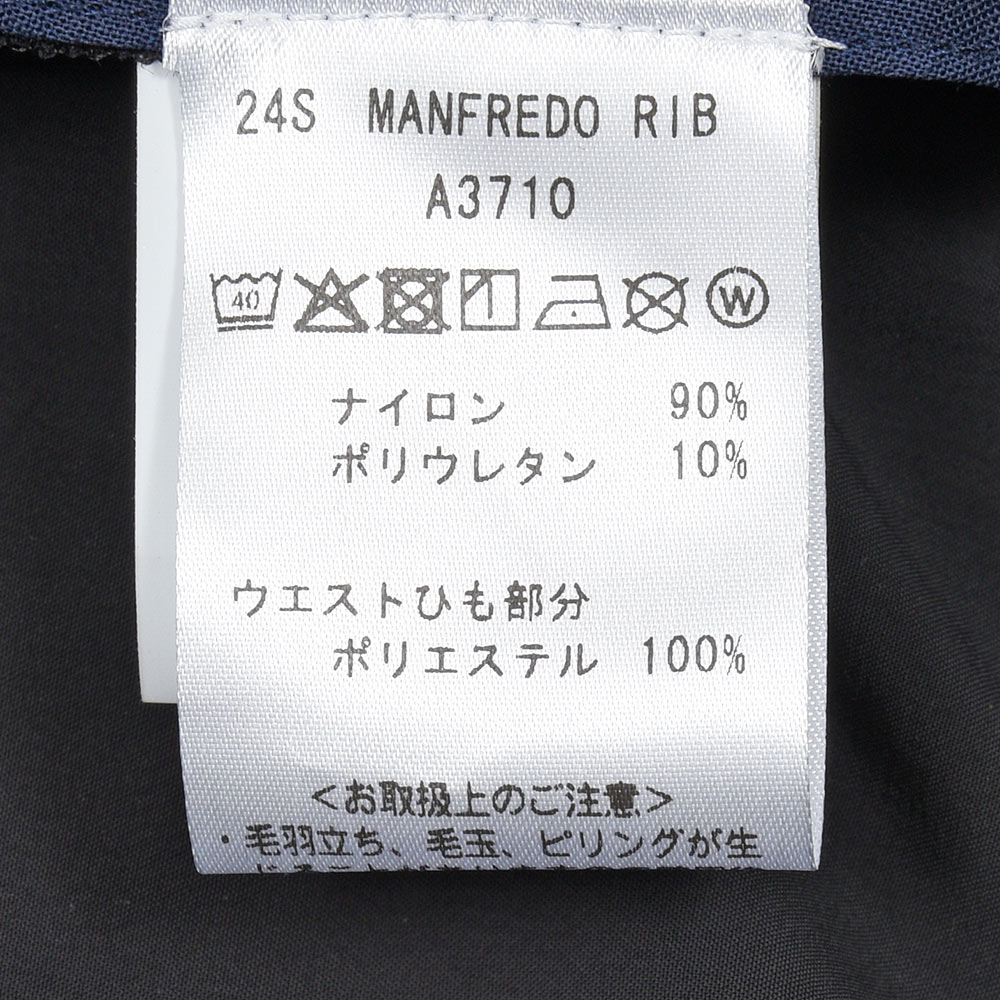 24S MANFREDO RIB
A3710
40 W
ナイロン 90%
ポリウレタン 10%
ウエストひも部分
ポリエステル 100%
<お取扱上のご注意>
・毛羽立ち、毛玉、ピリングが生